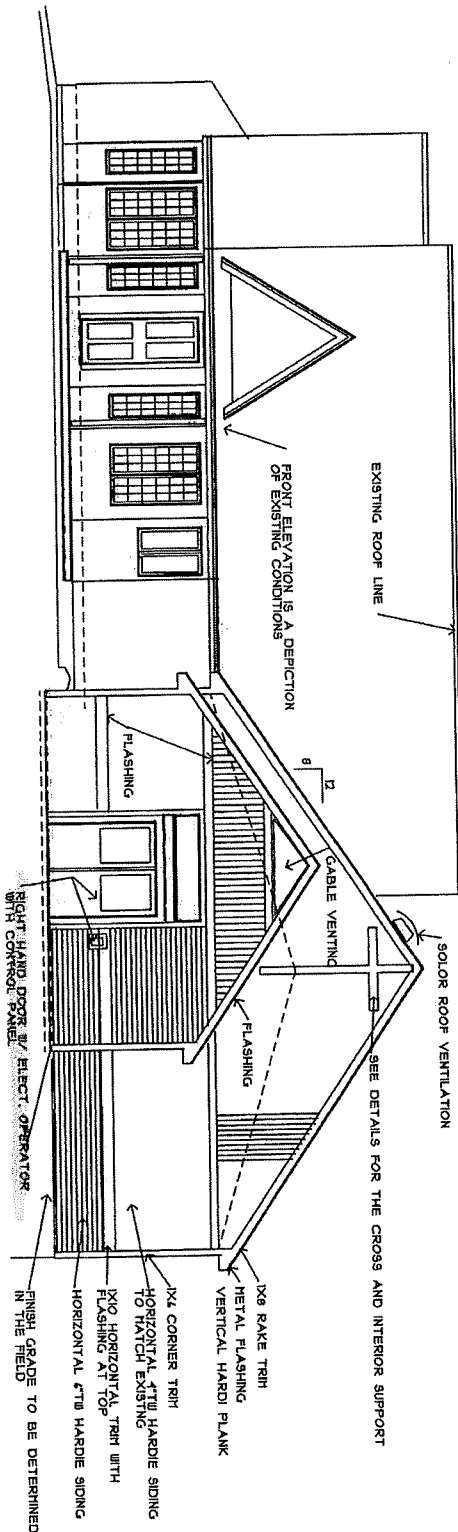 EXISTING ROOF LINE
FRONT ELEVATION IS A DEPICTION
OF EXISTING CONDITIONS
SOLOR ROOF VENTILATION
SEE DETAILS FOR THE CROSS AND INTERIOR SUPPORT
12
8
GABLE VENTING
FLASHING
FLASHING
1X8 RAKE TRIM
METAL FLASHING
VERTICAL HARDI PLANK
1X6 CORNER TRIM
HORIZONTAL 4"TW HARDIE SIDING
TO MATCH EXISTNG
1X10 HORIZONTAL TRIM WITH
FLASHING AT TOP
HORIZONTAL 6"TW HARDIE SIDING
FINISH GRADE TO BE DETERMINED
IN THE FIELD
RIGHT HAND DOOR W/ ELECT. OPERATOR
WITH CONTROL PANEL